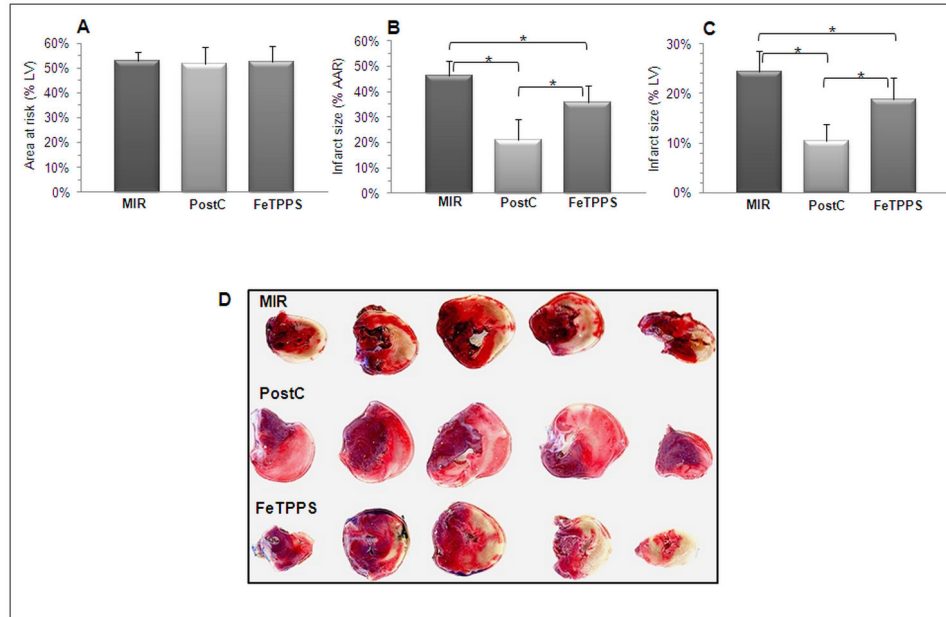 A
Area at risk (% LV)
60%
50%
40%
30%
20%
10%
0%
MIR PostC FeTPPS
B
Infarct size (% AAR)
60%
50%
40%
30%
20%
10%
0%
* * *
MIR PostC FeTPPS
C
Infarct size (% LV)
30%
20%
10%
0%
* * *
MIR PostC FeTPPS
D
MIR
PostC
FeTPPS